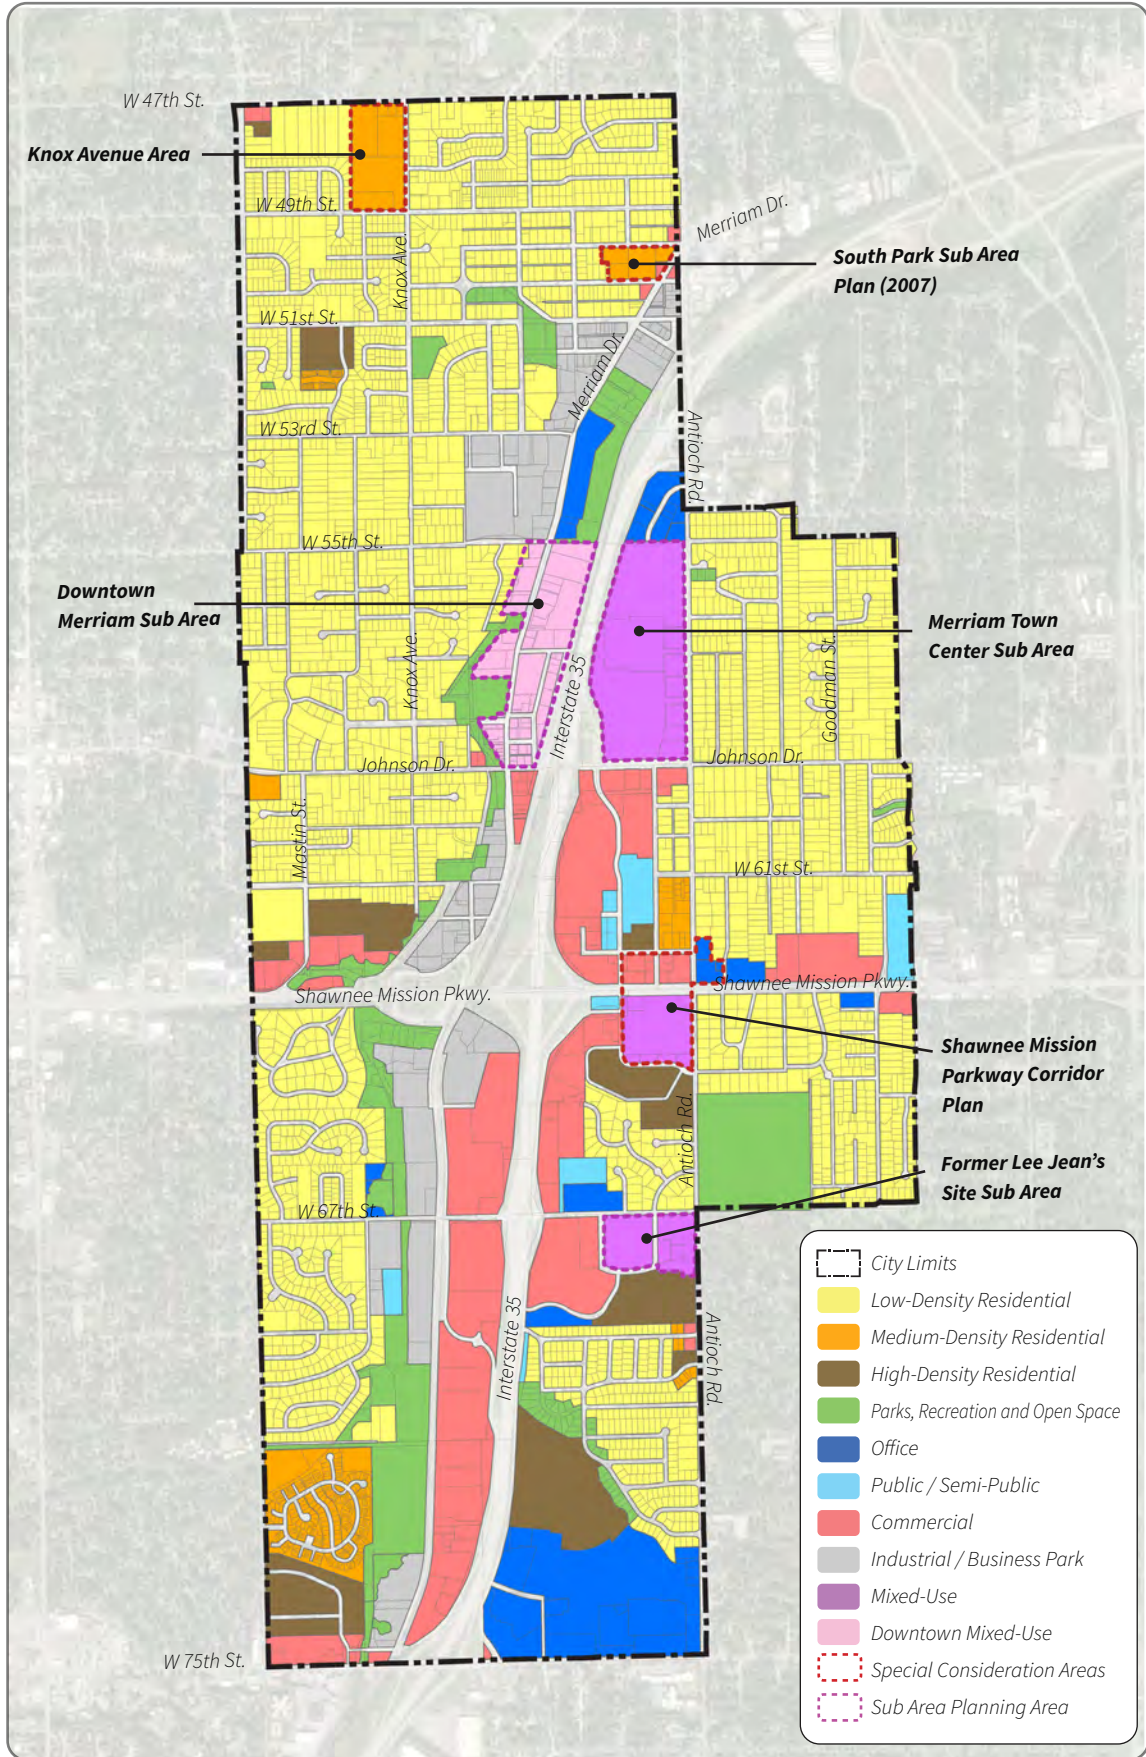 W 47th St.
Knox Avenue Area
W 49th St.
Merriam Dr.
South Park Sub Area
Plan (2007)
Knox Ave.
W 51st St.
Merriam Dr.
W 53rd St.
Antioch Rd.
W 55th St.
Downtown
Merriam Sub Area
Merriam Town
Center Sub Area
Knox Ave.
Goodman St.
Interstate 35
Johnson Dr.
Johnson Dr.
Mastin St.
W 61st St.
Shawnee Mission Pkwy.
Shawnee Mission Pkwy.
Shawnee Mission
Parkway Corridor
Plan
Antioch Rd.
Former Lee Jean's
Site Sub Area
W 67th St.
Interstate 35
Antioch Rd.
W 75th St.
City Limits
Low-Density Residential
Medium-Density Residential
High-Density Residential
Parks, Recreation and Open Space
Office
Public / Semi-Public
Commercial
Industrial / Business Park
Mixed-Use
Downtown Mixed-Use
Special Consideration Areas
Sub Area Planning Area